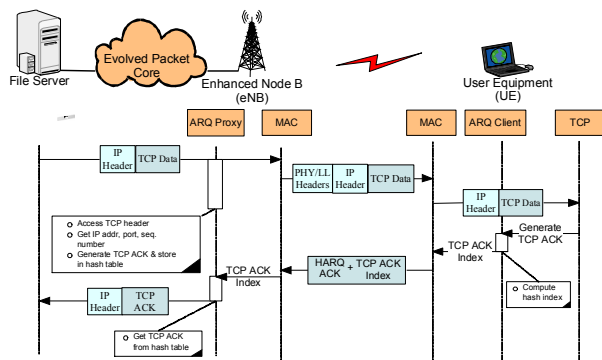 File Server
Evolved Packet
Core
Enhanced Node B
(eNB)
User Equipment
(UE)
ARQ Proxy
MAC
MAC
ARQ Client
TCP
IP
Header
TCP Data
PHY/LL
Headers
IP
Header
TCP Data
IP
Header
TCP Data
Access TCP header
Get IP addr, port, seq.
number
Generate TCP ACK & store
in hash table
Generate
TCP ACK
TCP ACK
Index
HARQ
ACK
+
TCP ACK
Index
TCP ACK
Index
Compute
hash index
IP
Header
TCP
ACK
Get TCP ACK
from hash table